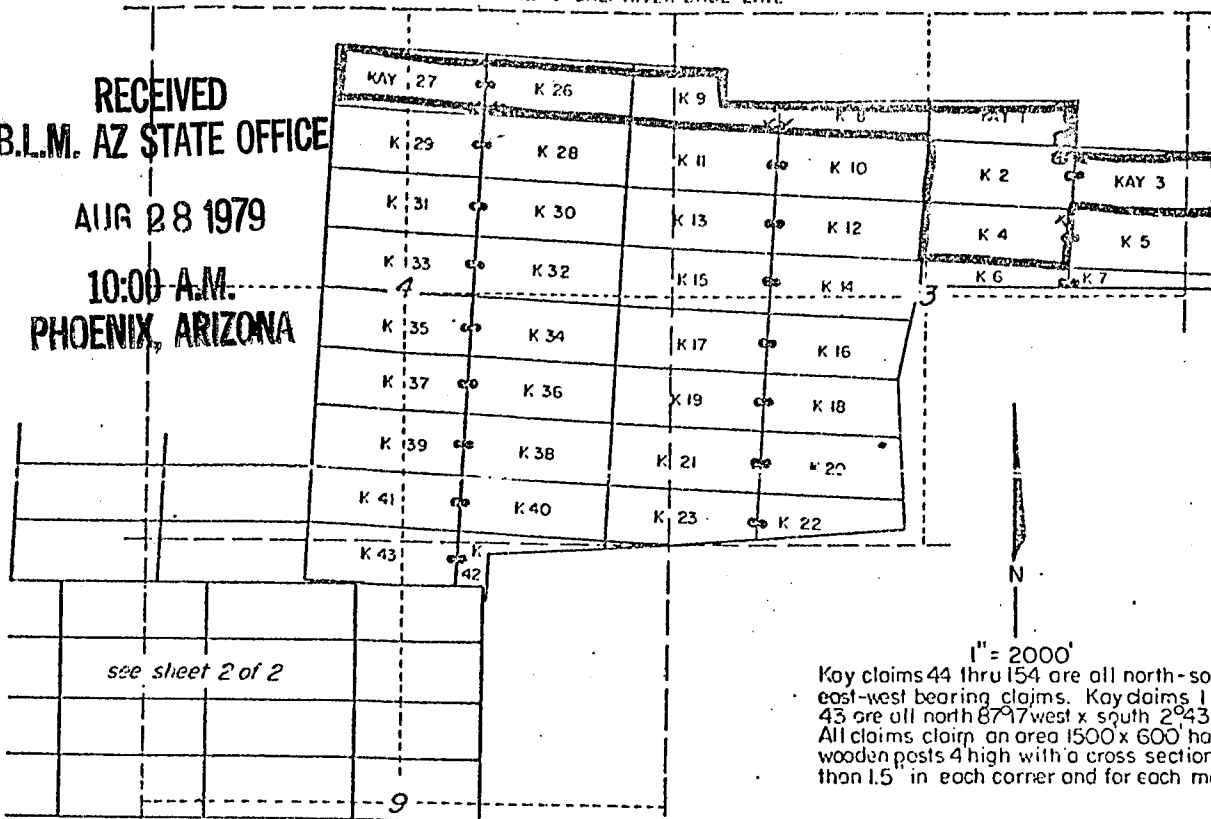 RECEIVED
B.L.M. AZ STATE OFFICE
AUG 28 1979
10:00 A.M.
PHOENIX, ARIZONA
KAY 27
K 26
K 9
K 8
KAY 1
K 29
K 28
K 11
K 10
K 2
KAY 3
K 31
K 30
K 13
K 12
K 4
K 5
K 33
K 32
K 15
K 14
K 6
K 7
4
3
K 35
K 34
K 17
K 16
K 37
K 36
K 19
K 18
K 39
K 38
K 21
K 20
K 41
K 40
K 23
K 22
K 43
K
42
N
see sheet 2 of 2
9
1" = 2000'
Kay claims 44 thru 154 are all north-so
east-west bearing claims. Kay claims 1
43 are all north 87°17 west x south 2°43
All claims claim an area 1500' x 600' ha
wooden posts 4 high with a cross section
than 1.5" in each corner and for each m